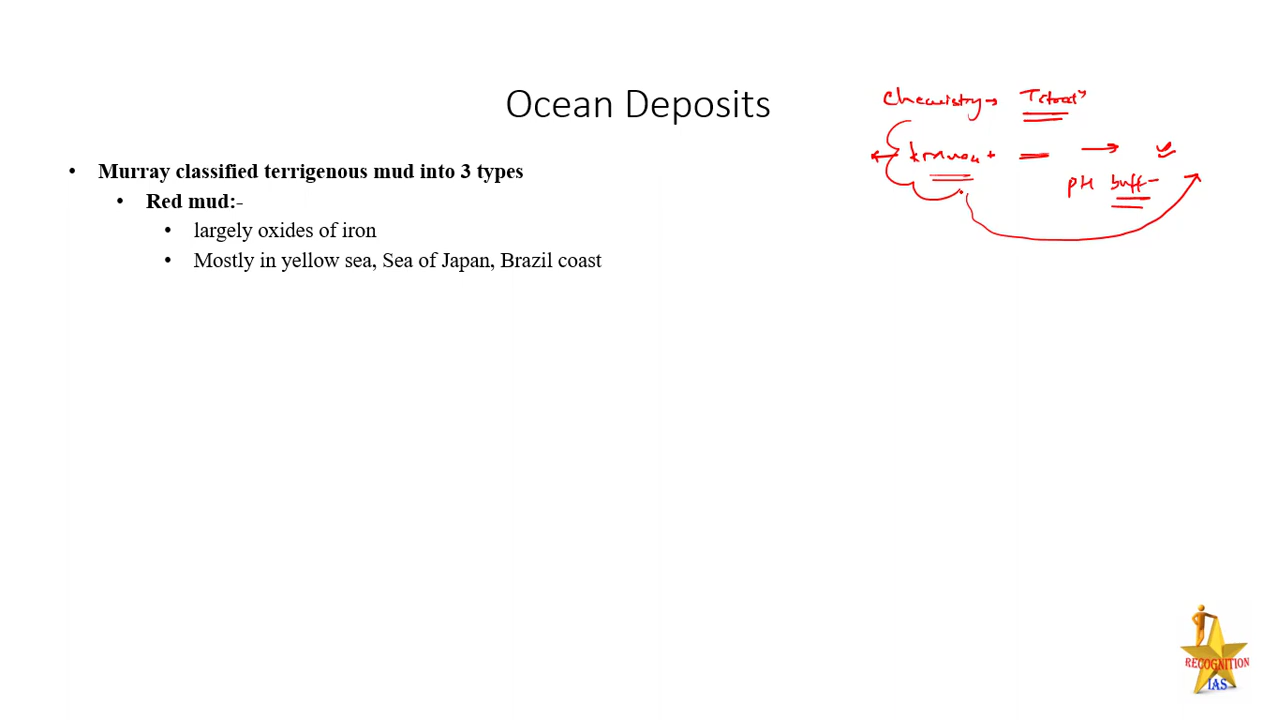 Ocean Deposits
chemistry →
pH buff-
• Murray classified terrigenous mud into 3 types
• Red mud:-
• largely oxides of iron
• Mostly in yellow sea, Sea of Japan, Brazil coast
RECOGNITION
IAS